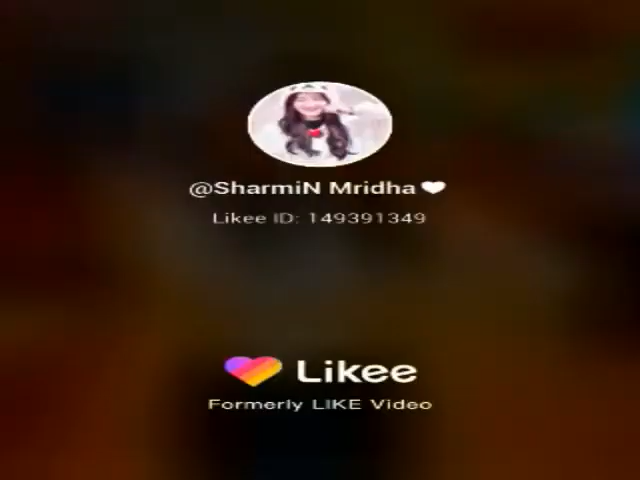 @SharmiN Mridha🤍
Likee ID: 149391349
Likee
Formerly LIKE Video